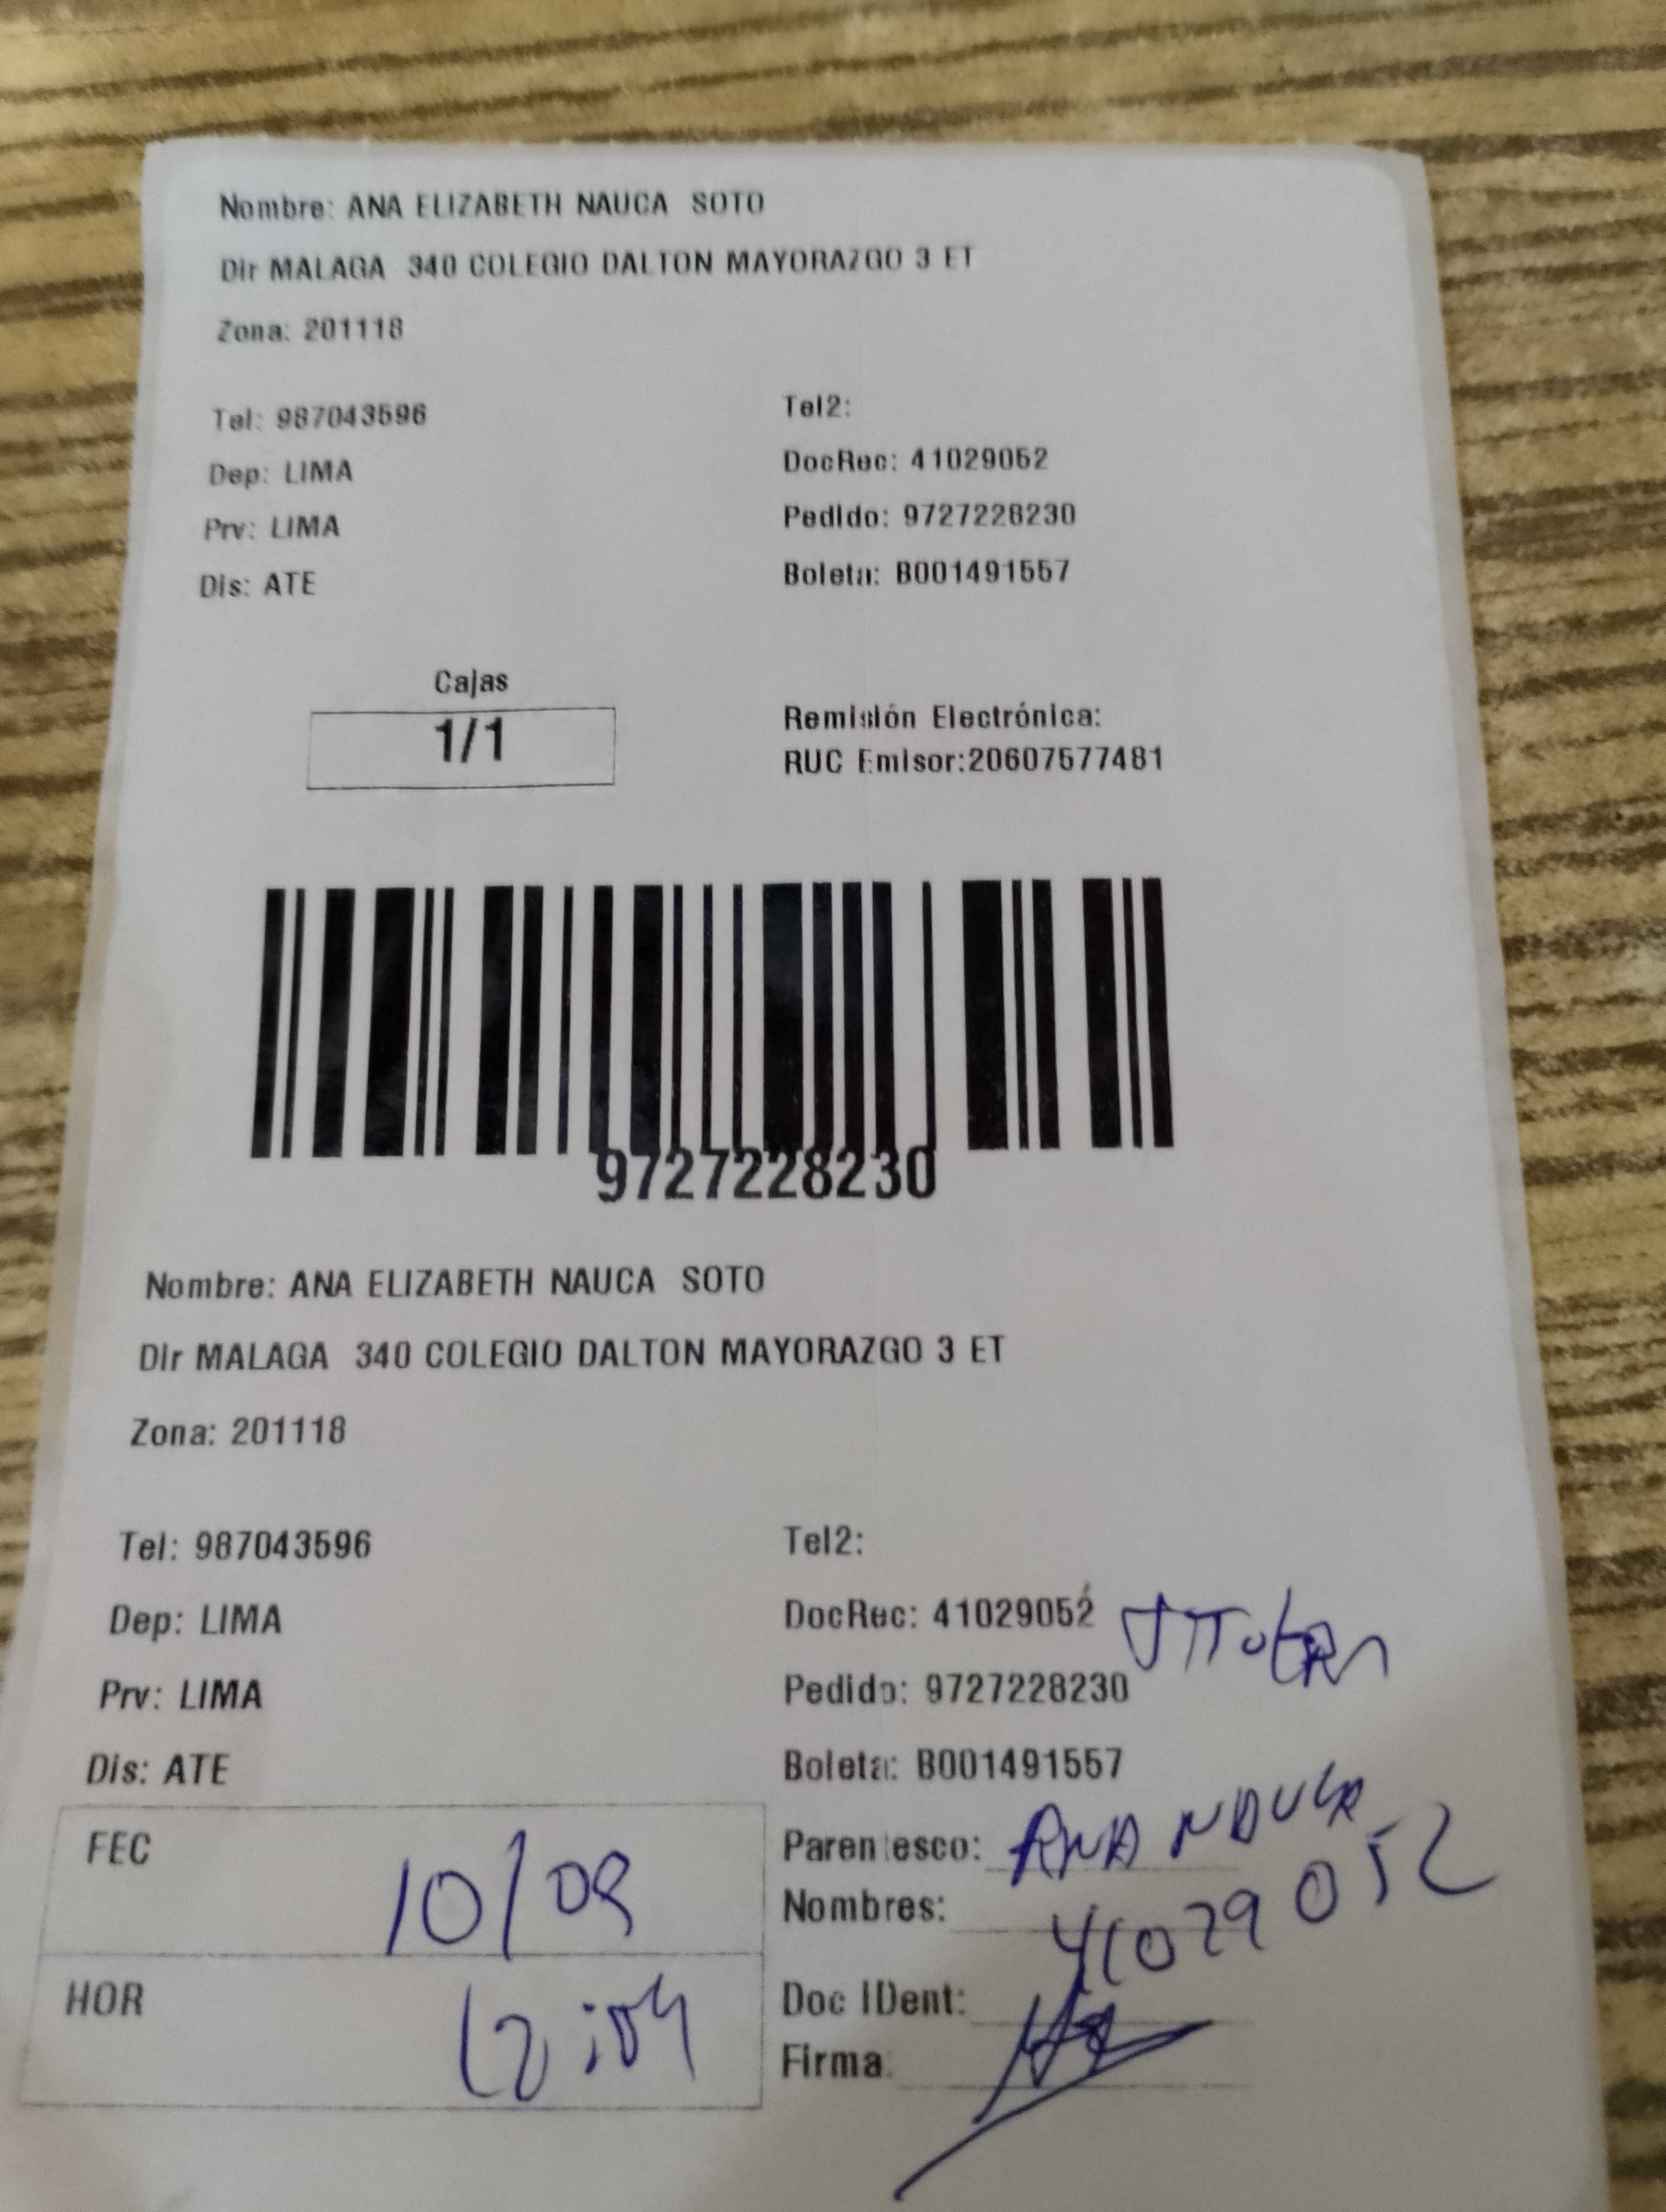 Nombre: ANA ELIZABETH NAUCA SOTO
Dir MALAGA 340 COLEGIO DALTON MAYORAZGO 3 ET
Zona: 201118
Tel: 987043596
Tel2:
Dep: LIMA
DocRec: 41029052
Prv: LIMA
Pedido: 9727228230
Dis: ATE
Boleta: B001491557
Cajas
1/1
Remisión Electrónica:
RUC Emisor:20607577481
9727228230
Nombre: ANA ELIZABETH NAUCA SOTO
Dir MALAGA 340 COLEGIO DALTON MAYORAZGO 3 ET
Zona: 201118
Tel: 987043596
Tel2:
Dep: LIMA
DocRec: 41029052
Prv: LIMA
Pedido: 9727228230
Dis: ATE
Boleta: B001491557
FEC 10/09
Parentesco: ANA NAUCA
Nombres: 41029052
HOR 12:04
Doc IDent:
Firma: